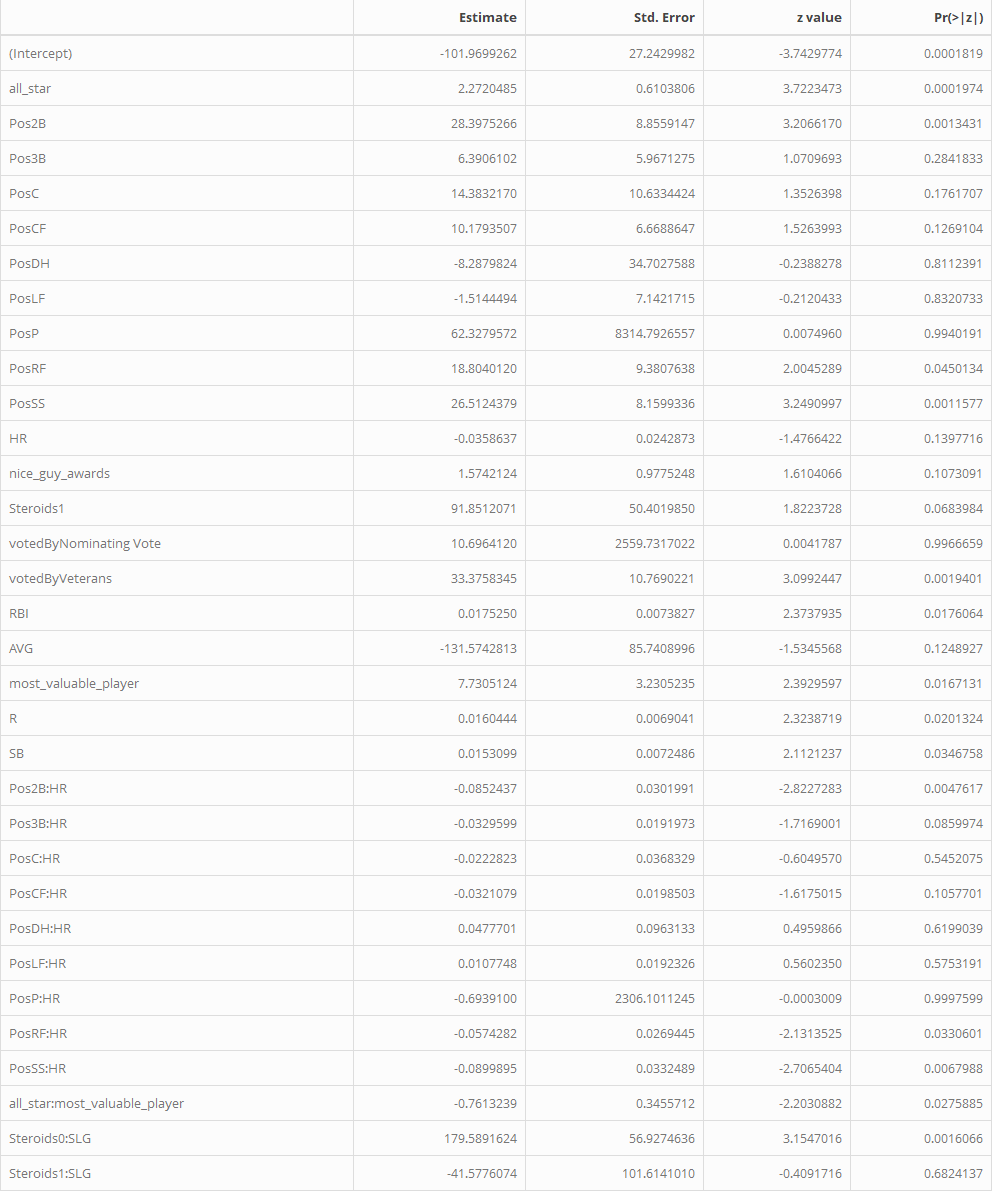 Estimate Std. Error z value Pr(>|z|)
(Intercept) -101.9699262 27.2429982 -3.7429774 0.0001819
all_star 2.2720485 0.6103806 3.7223473 0.0001974
Pos2B 28.3975266 8.8559147 3.2066170 0.0013431
Pos3B 6.3906102 5.9671275 1.0709693 0.2841833
PosC 14.3832170 10.6334424 1.3526398 0.1761707
PosCF 10.1793507 6.6688647 1.5263993 0.1269104
PosDH -8.2879824 34.7027588 -0.2388278 0.8112391
PosLF -1.5144494 7.1421715 -0.2120433 0.8320733
PosP 62.3279572 8314.7926557 0.0074960 0.9940191
PosRF 18.8040120 9.3807638 2.0045289 0.0450134
PosSS 26.5124379 8.1599336 3.2490997 0.0011577
HR -0.0358637 0.0242873 -1.4766422 0.1397716
nice_guy_awards 1.5742124 0.9775248 1.6104066 0.1073091
Steroids1 91.8512071 50.4019850 1.8223728 0.0683984
votedByNominating Vote 10.6964120 2559.7317022 0.0041787 0.9966659
votedByVeterans 33.3758345 10.7690221 3.0992447 0.0019401
RBI 0.0175250 0.0073827 2.3737935 0.0176064
AVG -131.5742813 85.7408996 -1.5345568 0.1248927
most_valuable_player 7.7305124 3.2305235 2.3929597 0.0167131
R 0.0160444 0.0069041 2.3238719 0.0201324
SB 0.0153099 0.0072486 2.1121237 0.0346758
Pos2B:HR -0.0852437 0.0301991 -2.8227283 0.0047617
Pos3B:HR -0.0329599 0.0191973 -1.7169001 0.0859974
PosC:HR -0.0222823 0.0368329 -0.6049570 0.5452075
PosCF:HR -0.0321079 0.0198503 -1.6175015 0.1057701
PosDH:HR 0.0477701 0.0963133 0.4959866 0.6199039
PosLF:HR 0.0107748 0.0192326 0.5602350 0.5753191
PosP:HR -0.6939100 2306.1011245 -0.0003009 0.9997599
PosRF:HR -0.0574282 0.0269445 -2.1313525 0.0330601
PosSS:HR -0.0899895 0.0332489 -2.7065404 0.0067988
all_star:most_valuable_player -0.7613239 0.3455712 -2.2030882 0.0275885
Steroids0:SLG 179.5891624 56.9274636 3.1547016 0.0016066
Steroids1:SLG -41.5776074 101.6141010 -0.4091716 0.6824137